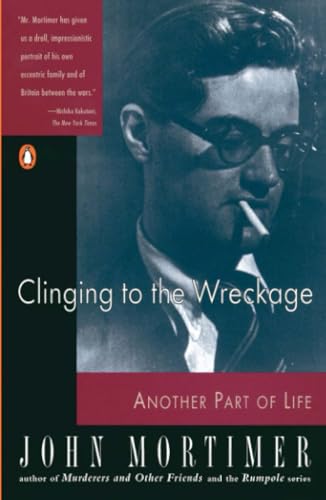 "Mr. Mortimer has given
us a droll, impressionistic
portrait of his own
eccentric family and of
Britain between the wars."
—Michiko Kakutani,
The New York Times
Clinging to the Wreckage
ANOTHER PART OF LIFE
JOHN MORTIMER
author of Murderers and Other Friends and the Rumpole series